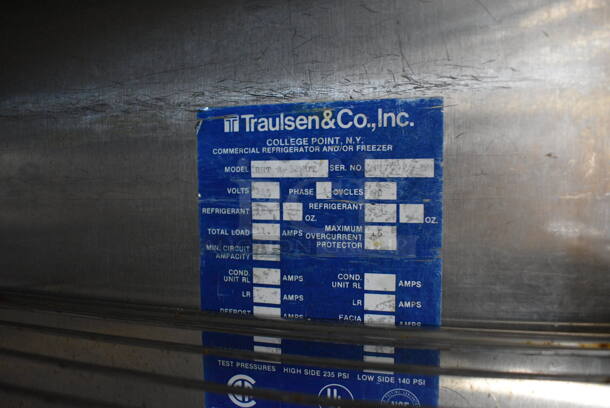 Traulsen&Co.,Inc.
COLLEGE POINT, N.Y.
COMMERCIAL REFRIGERATOR AND/OR FREEZER
MODEL SER. NO.
VOLTS PHASE CYCLES
REFRIGERANT OZ. REFRIGERANT OZ.
TOTAL LOAD AMPS MAXIMUM OVERCURRENT PROTECTOR
MIN. CIRCUIT AMPACITY
COND. UNIT RL AMPS COND. UNIT RL AMPS
LR AMPS LR AMPS
DEFROST AMPS FACIA AMPS
TEST PRESSURES HIGH SIDE 235 PSI LOW SIDE 140 PSI